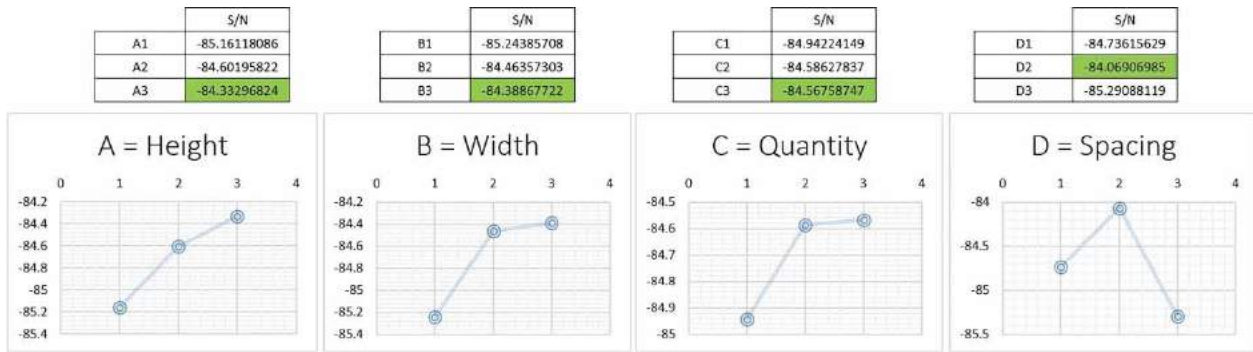 S/N
A1 -85.16118086
A2 -84.60195822
A3 -84.33296824
S/N
B1 -85.24385708
B2 -84.46357303
B3 -84.38867722
S/N
C1 -84.94224149
C2 -84.58627837
C3 -84.56758747
S/N
D1 -84.73615629
D2 -84.06906985
D3 -85.29088119
A = Height
0 1 2 3 4
-84.2
-84.4
-84.6
-84.8
-85
-85.2
-85.4
B = Width
0 1 2 3 4
-84.2
-84.4
-84.6
-84.8
-85
-85.2
-85.4
C = Quantity
0 1 2 3 4
-84.5
-84.6
-84.7
-84.8
-84.9
-85
D = Spacing
0 1 2 3 4
-84
-84.5
-85
-85.5